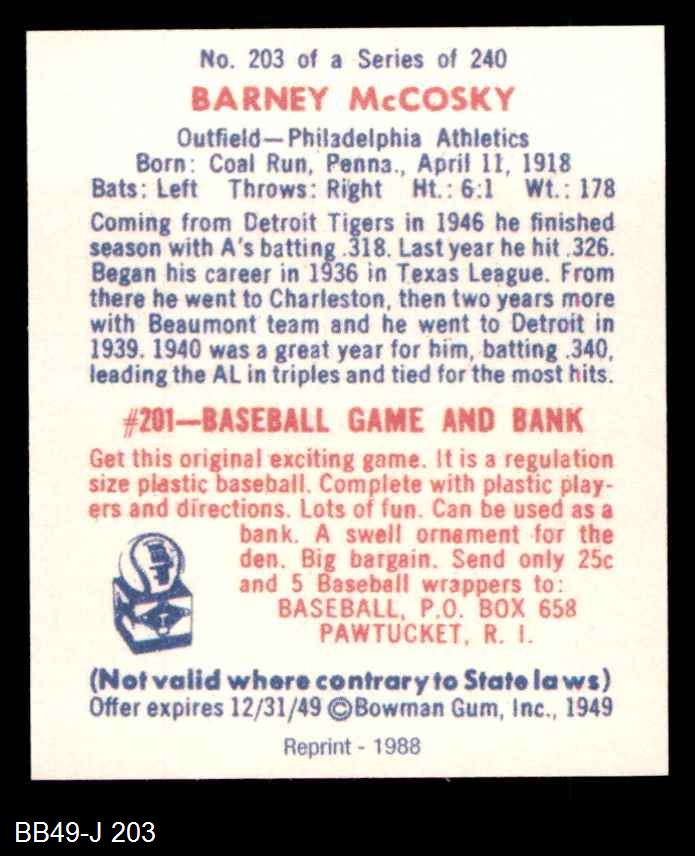 No. 203 of a Series of 240
BARNEY McCOSKY
Outfield—Philadelphia Athletics
Born: Coal Run, Penna., April 11, 1918
Bats: Left Throws: Right Ht.: 6:1 Wt.: 178
Coming from Detroit Tigers in 1946 he finished
season with A's batting .318. Last year he hit .326.
Began his career in 1936 in Texas League. From
there he went to Charleston, then two years more
with Beaumont team and he went to Detroit in
1939. 1940 was a great year for him, batting .340,
leading the AL in triples and tied for the most hits.
#201—BASEBALL GAME AND BANK
Get this original exciting game. It is a regulation
size plastic baseball. Complete with plastic play-
ers and directions. Lots of fun. Can be used as a
bank. A swell ornament for the
den. Big bargain. Send only 25c
and 5 Baseball wrappers to:
BASEBALL, P.O. BOX 658
PAWTUCKET, R. I.
(Not valid where contrary to State laws)
Offer expires 12/31/49 ©Bowman Gum, Inc., 1949
Reprint - 1988
BB49-J 203